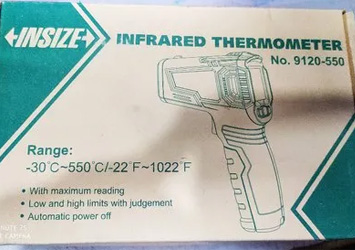 INSIZE
INFRARED THERMOMETER
No. 9120-550
Range:
-30°C~550°C/-22°F~1022°F
• With maximum reading
• Low and high limits with judgement
• Automatic power off